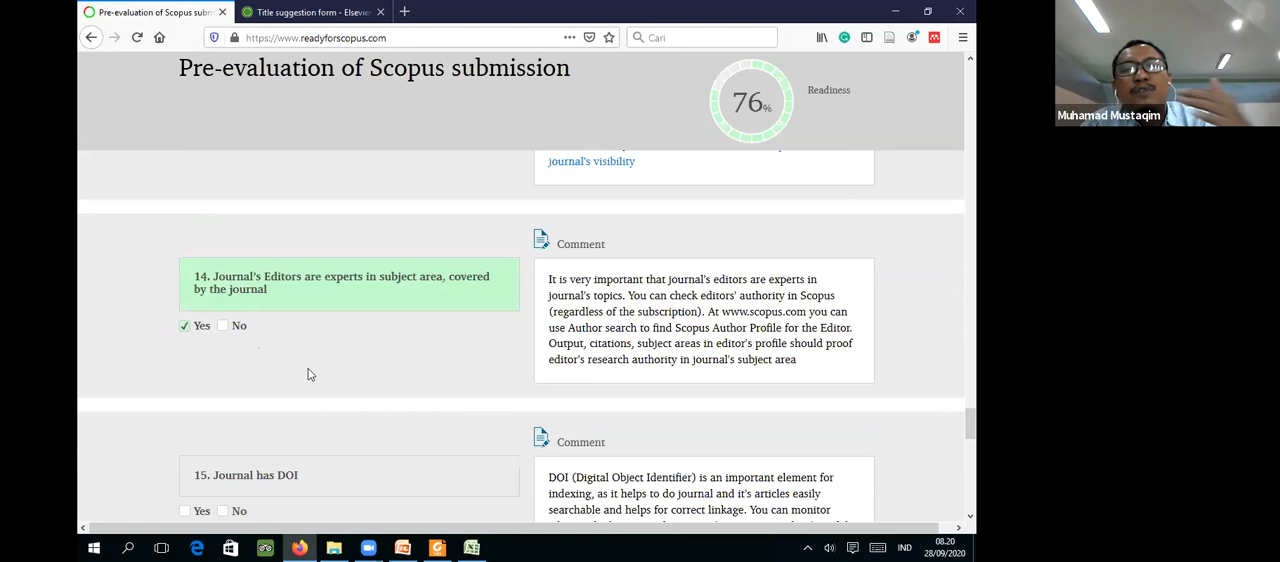 Pre-evaluation of Scopus subm
Title suggestion form - Elsevier
https://www.readyforscopus.com
Cari
Pre-evaluation of Scopus submission
76%
Readiness
journal's visibility
Comment
14. Journal's Editors are experts in subject area, covered
by the journal
Yes No
It is very important that journal's editors are experts in
journal's topics. You can check editors' authority in Scopus
(regardless of the subscription). At www.scopus.com you can
use Author search to find Scopus Author Profile for the Editor.
Output, citations, subject areas in editor's profile should proof
editor's research authority in journal's subject area
Comment
15. Journal has DOI
Yes No
DOI (Digital Object Identifier) is an important element for
indexing, as it helps to do journal and it's articles easily
searchable and helps for correct linkage. You can monitor
Muhamad Mustaqim
IND
08.20
28/09/2020